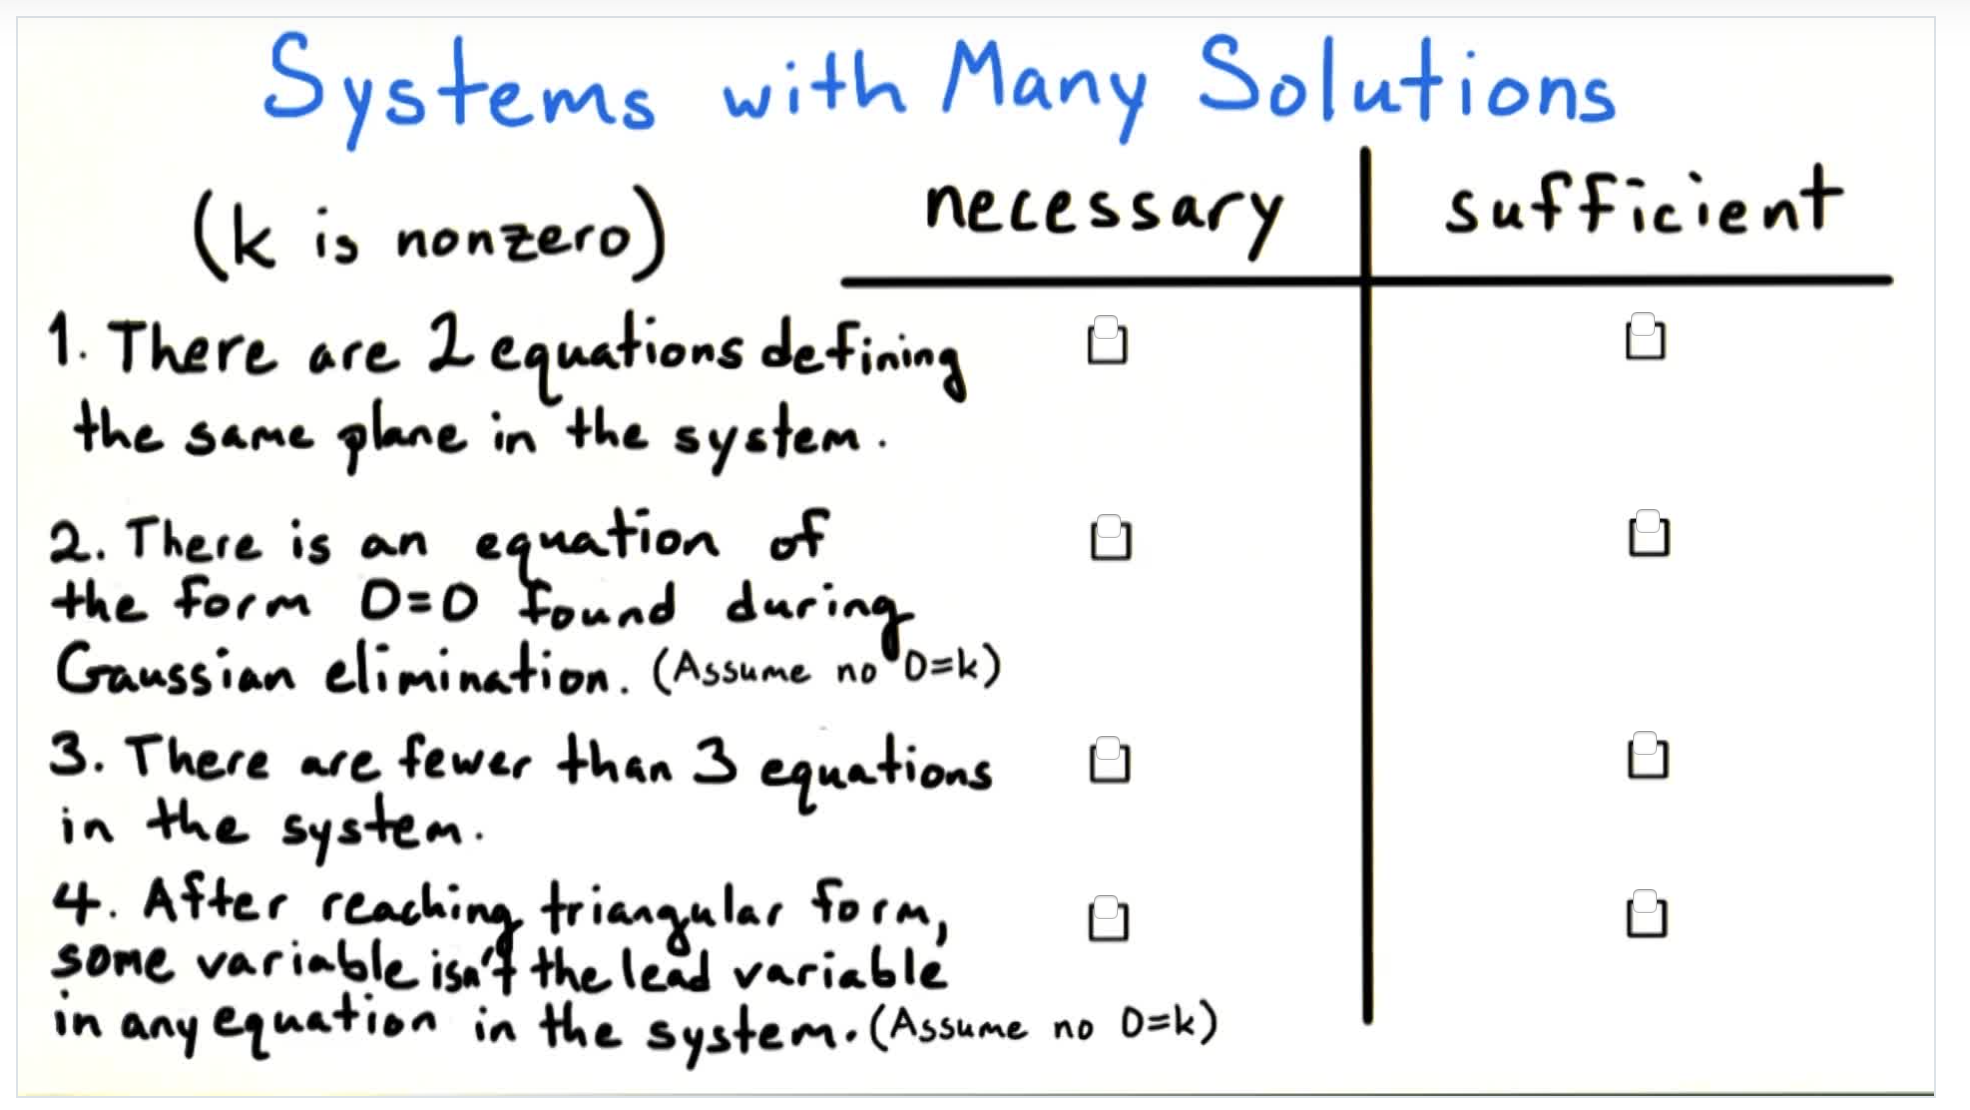 Systems with Many Solutions
(k is nonzero)
necessary
sufficient
1. There are 2 equations defining
the same plane in the system.
2. There is an equation of
the form 0=0 found during
Gaussian elimination. (Assume no 0=k)
3. There are fewer than 3 equations
in the system.
4. After reaching triangular form,
some variable isn't the lead variable
in any equation in the system. (Assume no 0=k)